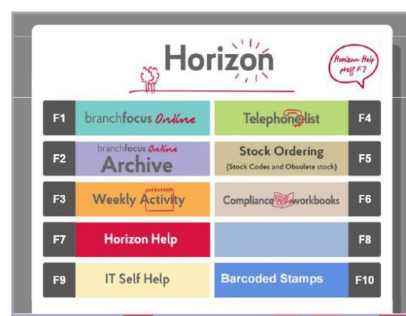 Horizon
Horizon Help
press F7
F1 branchfocus Online
Telephone list F4
F2 branchfocus Online
Archive
Stock Ordering F5
(Stock Codes and Obsolete stock)
F3 Weekly Activity
Compliance workbooks F6
F7 Horizon Help
F8
F9 IT Self Help
Barcoded Stamps F10